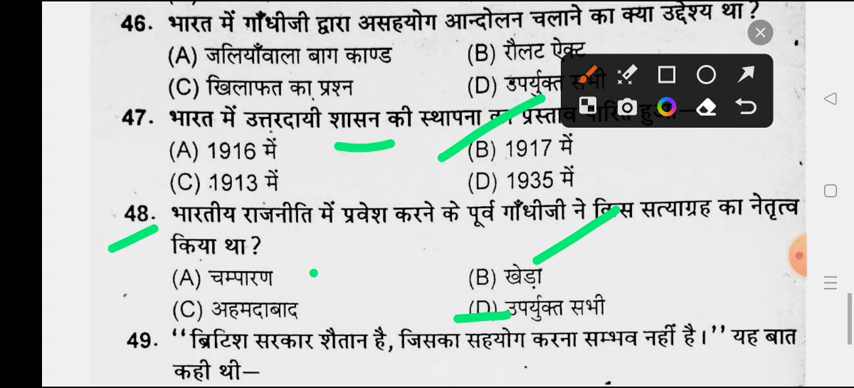 46. भारत में गाँधीजी द्वारा असहयोग आन्दोलन चलाने का क्या उद्देश्य था?
(A) जलियाँवाला बाग काण्ड (B) रौलट ऐक्ट
(C) खिलाफत का प्रश्न (D) उपर्युक्त सभी
47. भारत में उत्तरदायी शासन की स्थापना का प्रस्ताव पारित हुआ—
(A) 1916 में (B) 1917 में
(C) 1913 में (D) 1935 में
48. भारतीय राजनीति में प्रवेश करने के पूर्व गाँधीजी ने किस सत्याग्रह का नेतृत्व
किया था?
(A) चम्पारण (B) खेड़ा
(C) अहमदाबाद (D) उपर्युक्त सभी
49. ‘‘ब्रिटिश सरकार शैतान है, जिसका सहयोग करना सम्भव नहीं है।’’ यह बात
कही थी—